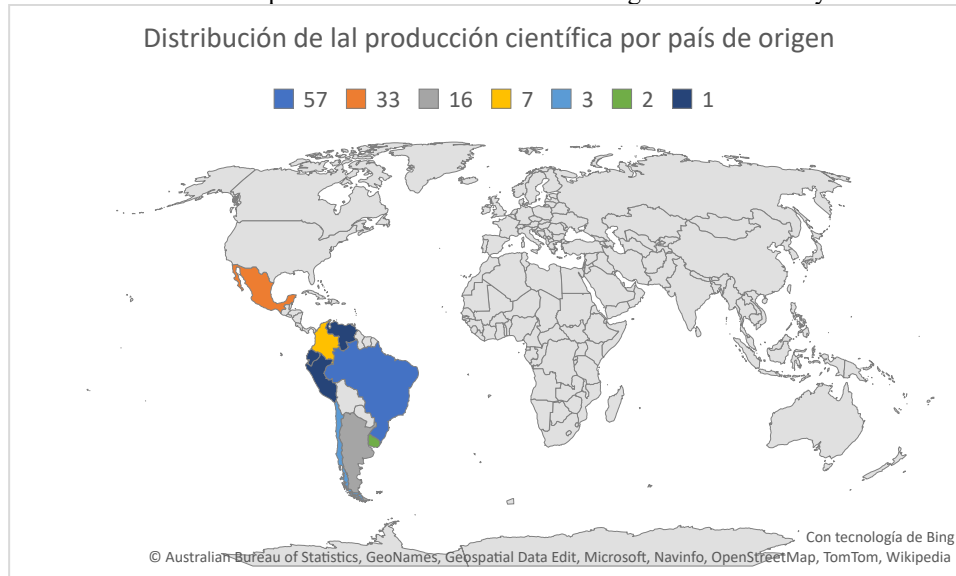 Distribución de lal producción científica por país de origen
57 33 16 7 3 2 1
Con tecnología de Bing
© Australian Bureau of Statistics, GeoNames, Geospatial Data Edit, Microsoft, Navinfo, OpenStreetMap, TomTom, Wikipedia